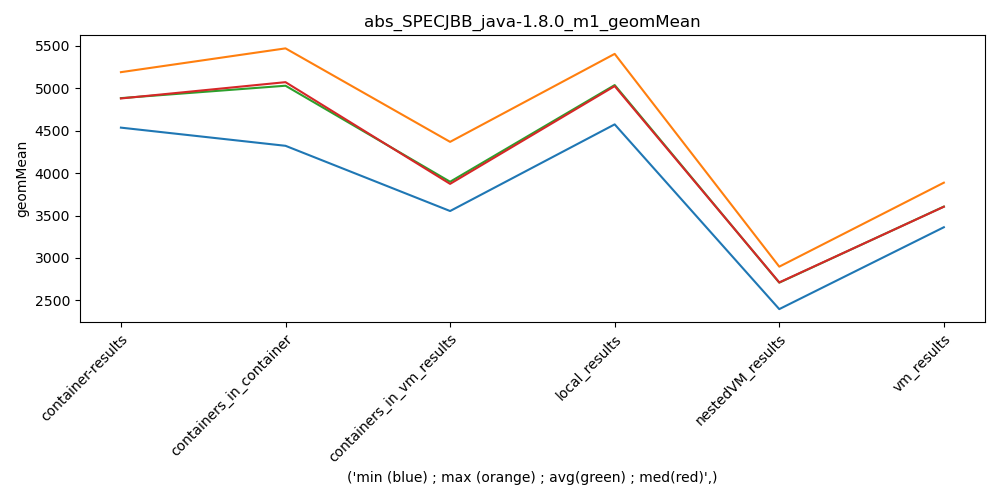 abs_SPECJBB_java-1.8.0_m1_geomMean
geomMean
5500
5000
4500
4000
3500
3000
2500
container-results
containers_in_container
containers_in_vm_results
local_results
nestedVM_results
vm_results
('min (blue) ; max (orange) ; avg(green) ; med(red)',)